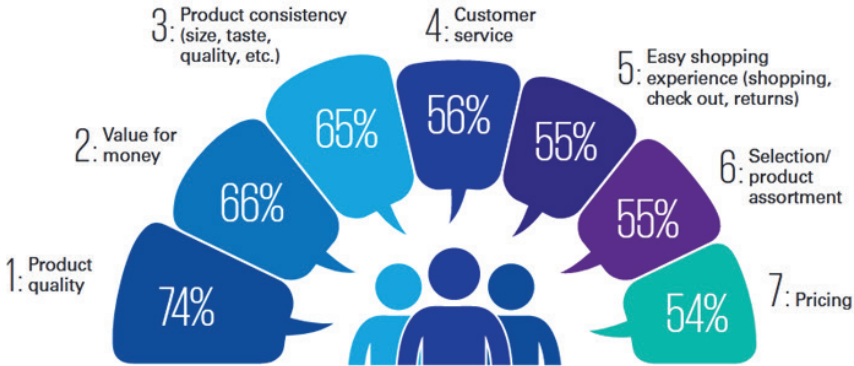 1: Product
quality
74%
2: Value for
money
66%
3: Product consistency
(size, taste,
quality, etc.)
65%
4: Customer
service
56%
5: Easy shopping
experience (shopping,
check out, returns)
55%
6: Selection/
product
assortment
55%
7: Pricing
54%